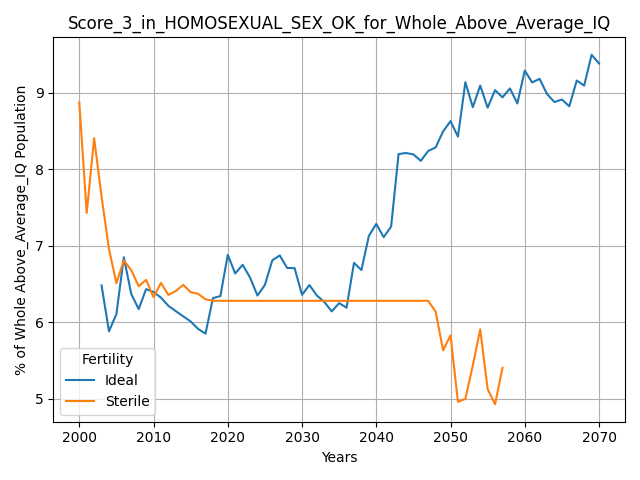 Score_3_in_HOMOSEXUAL_SEX_OK_for_Whole_Above_Average_IQ
% of Whole Above_Average_IQ Population
9
8
7
6
5
Fertility
Ideal
Sterile
2000 2010 2020 2030 2040 2050 2060 2070
Years